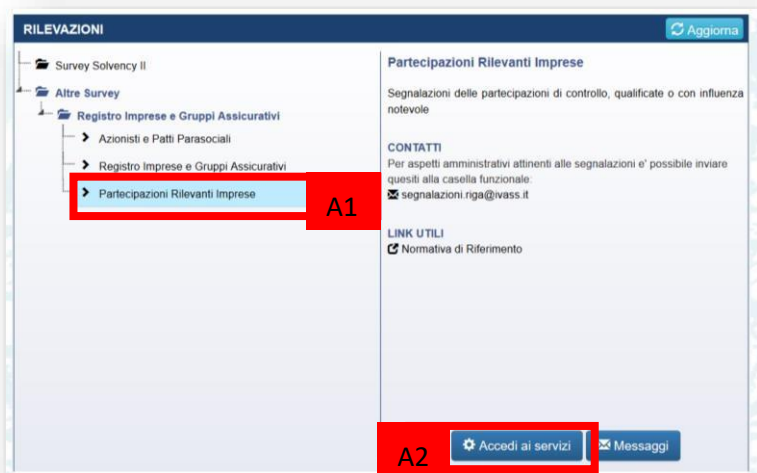 RILEVAZIONI
Aggiorna
Survey Solvency II
Altre Survey
Registro Imprese e Gruppi Assicurativi
Azionisti e Patti Parasociali
Registro Imprese e Gruppi Assicurativi
Partecipazioni Rilevanti Imprese
A1
Partecipazioni Rilevanti Imprese
Segnalazioni delle partecipazioni di controllo, qualificate o con influenza
notevole
CONTATTI
Per aspetti amministrativi attinenti alle segnalazioni e' possibile inviare
quesiti alla casella funzionale:
segnalazioni.riga@ivass.it
LINK UTILI
Normativa di Riferimento
A2
Accedi ai servizi
Messaggi